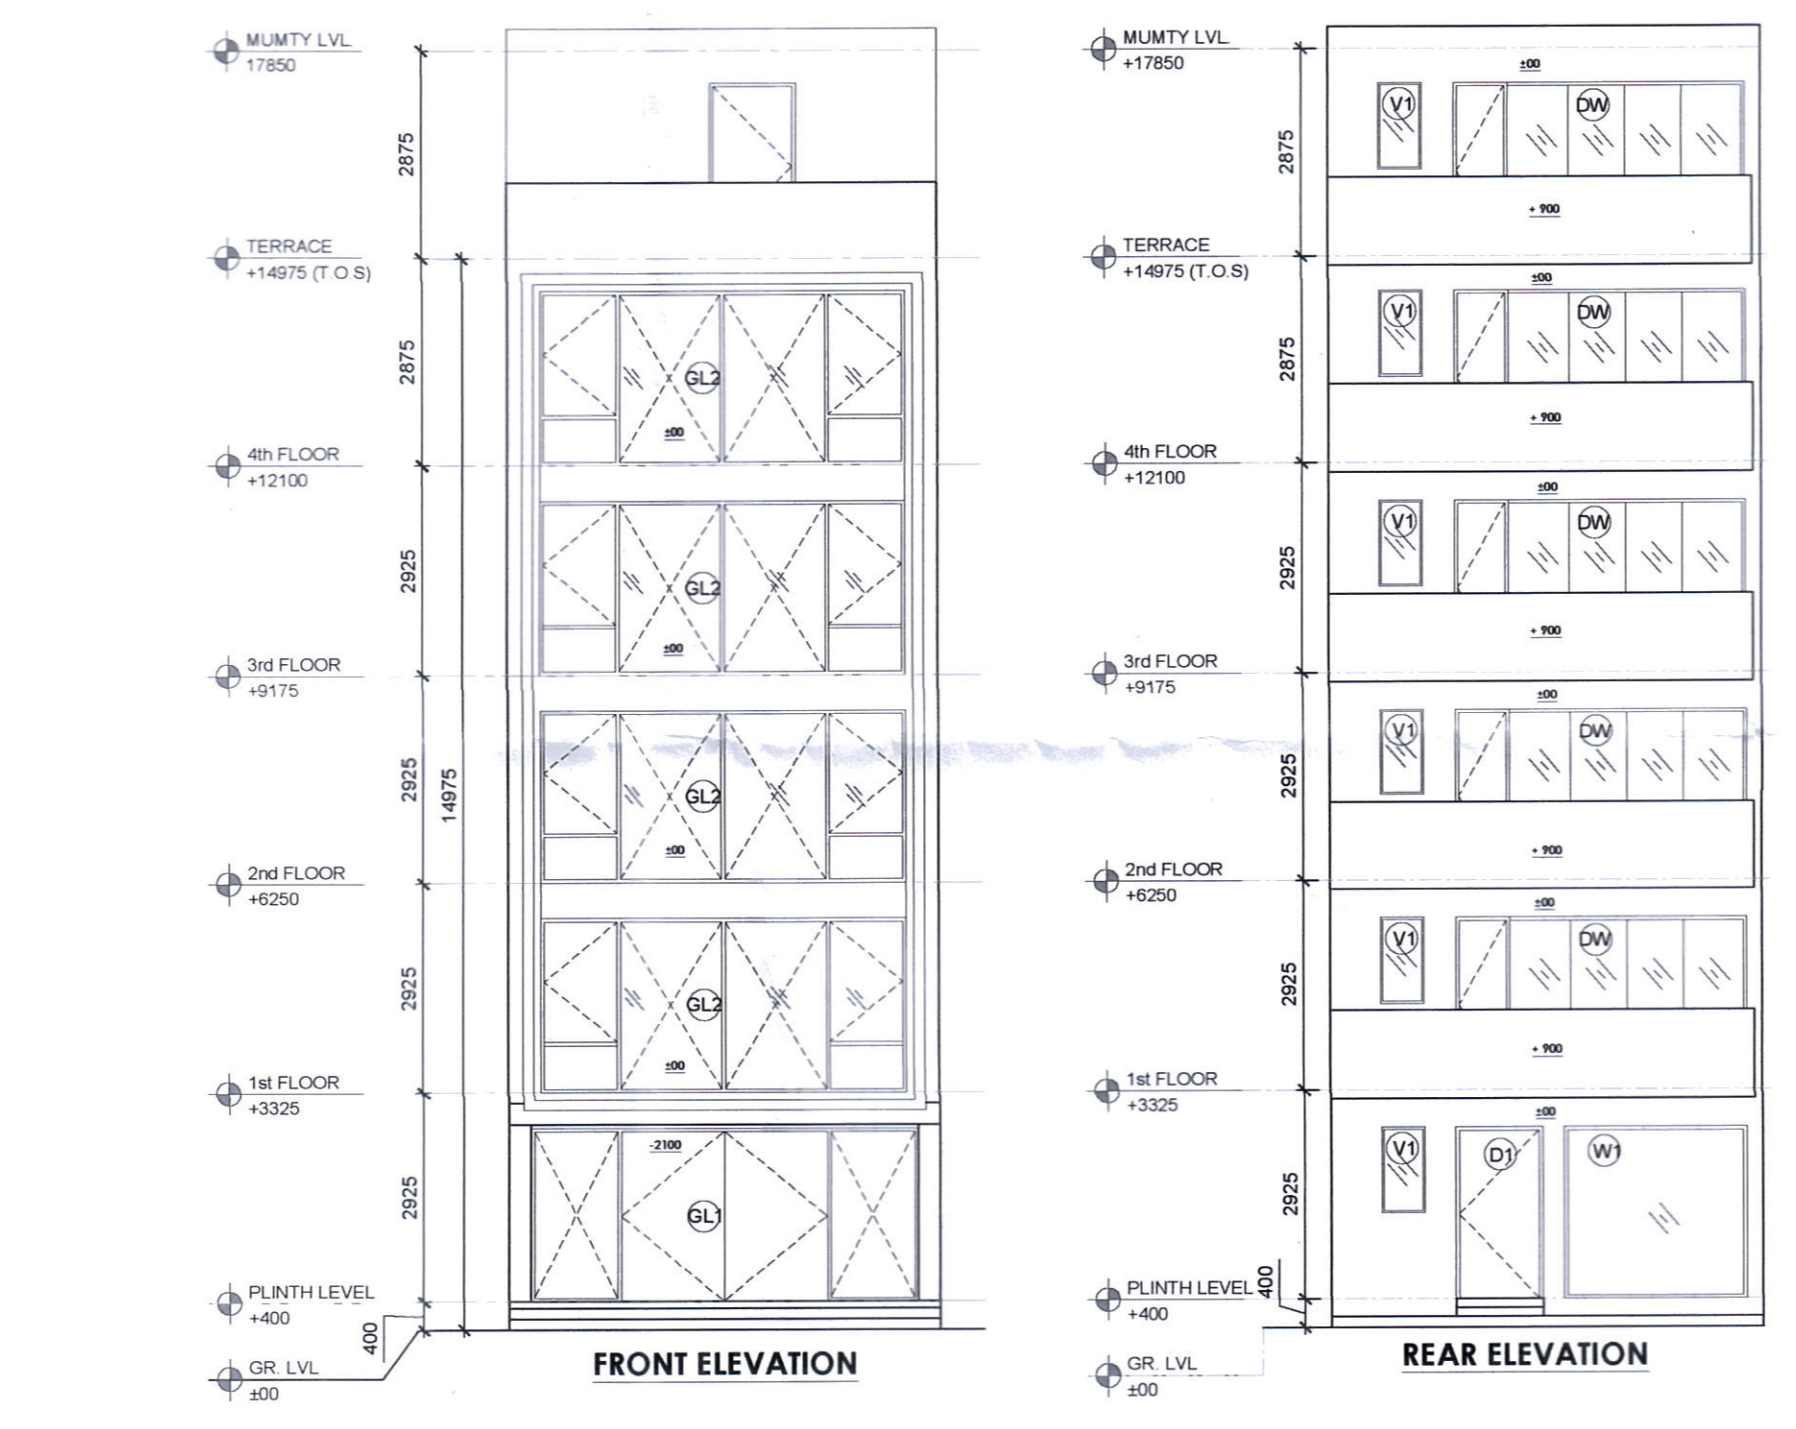 MUMTY LVL.
17850
2875
TERRACE
+14975 (T.O.S)
2875
GL2
±00
4th FLOOR
+12100
2925
GL2
±00
3rd FLOOR
+9175
2925
14975
GL2
±00
2nd FLOOR
+6250
2925
GL2
±00
1st FLOOR
+3325
-2100
2925
GL1
PLINTH LEVEL
+400
400
GR. LVL
±00
FRONT ELEVATION
MUMTY LVL.
+17850
±00
V1
DW
2875
+ 900
TERRACE
+14975 (T.O.S)
±00
V1
DW
2875
+ 900
4th FLOOR
+12100
±00
V1
DW
2925
+ 900
3rd FLOOR
+9175
±00
V1
DW
2925
+ 900
2nd FLOOR
+6250
±00
V1
DW
2925
+ 900
1st FLOOR
+3325
±00
V1
D1
W1
2925
PLINTH LEVEL
+400
400
GR. LVL
±00
REAR ELEVATION